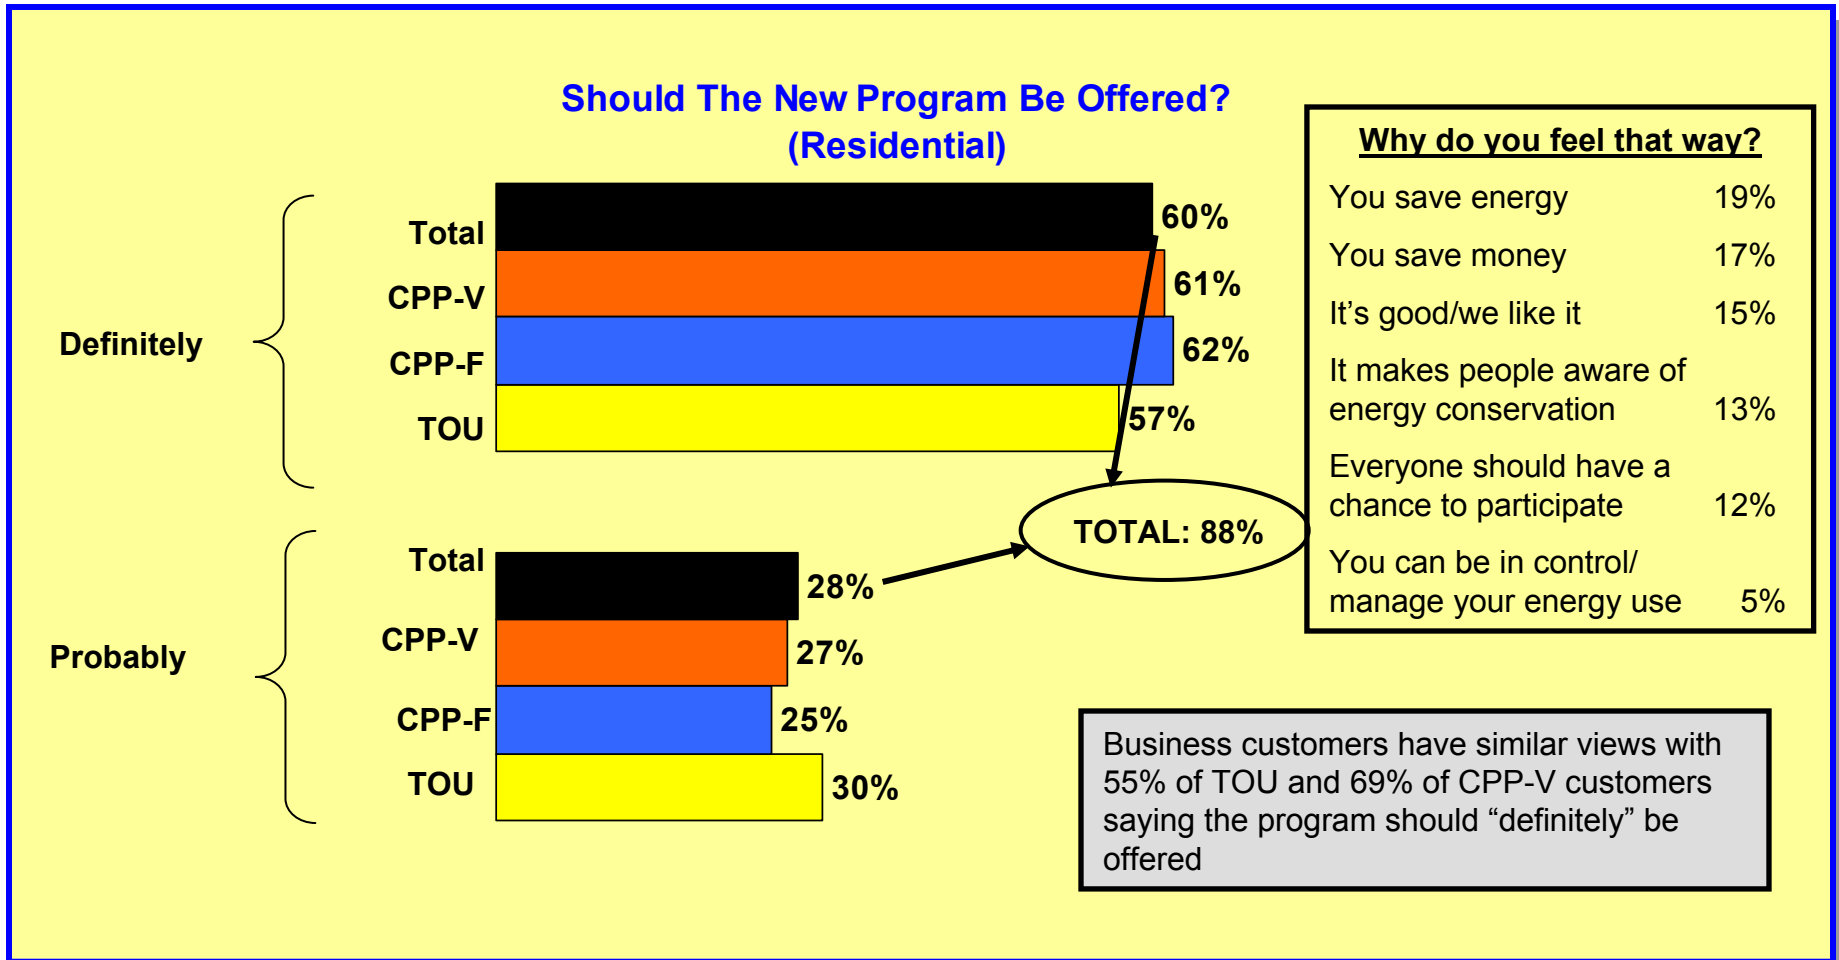 Should The New Program Be Offered?
(Residential)
Definitely
Total
60%
CPP-V
61%
CPP-F
62%
TOU
57%
TOTAL: 88%
Probably
Total
28%
CPP-V
27%
CPP-F
25%
TOU
30%
Why do you feel that way?
You save energy 19%
You save money 17%
It’s good/we like it 15%
It makes people aware of
energy conservation 13%
Everyone should have a
chance to participate 12%
You can be in control/
manage your energy use 5%
Business customers have similar views with
55% of TOU and 69% of CPP-V customers
saying the program should “definitely” be
offered